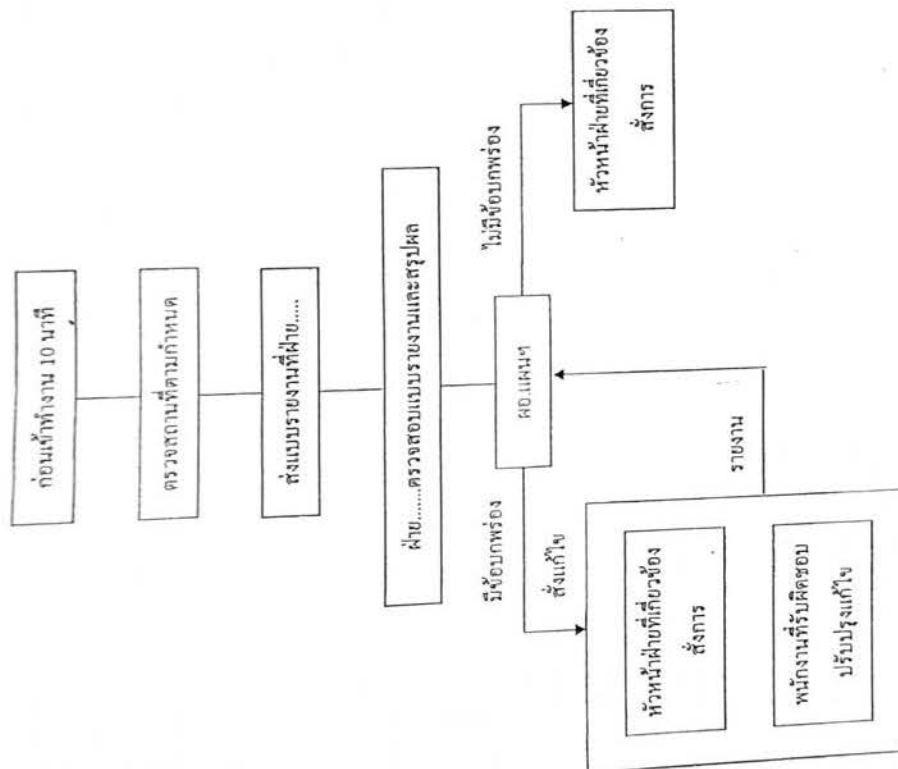 ก่อนเข้าทำงาน 10 นาที
ตรวจสถานที่ตามกำหนด
ส่งแบบรายงานที่ฝ่าย.....
ฝ่าย.......ตรวจสอบแบบรายงานและสรุปผล
ผอ.แผนฯ
มีข้อบกพร่อง
สั่งแก้ไข
ไม่มีข้อบกพร่อง
หัวหน้าฝ่ายที่เกี่ยวข้อง
สั่งการ
พนักงานที่รับผิดชอบ
ปรับปรุงแก้ไข
รายงาน
หัวหน้าฝ่ายที่เกี่ยวข้อง
สั่งการ